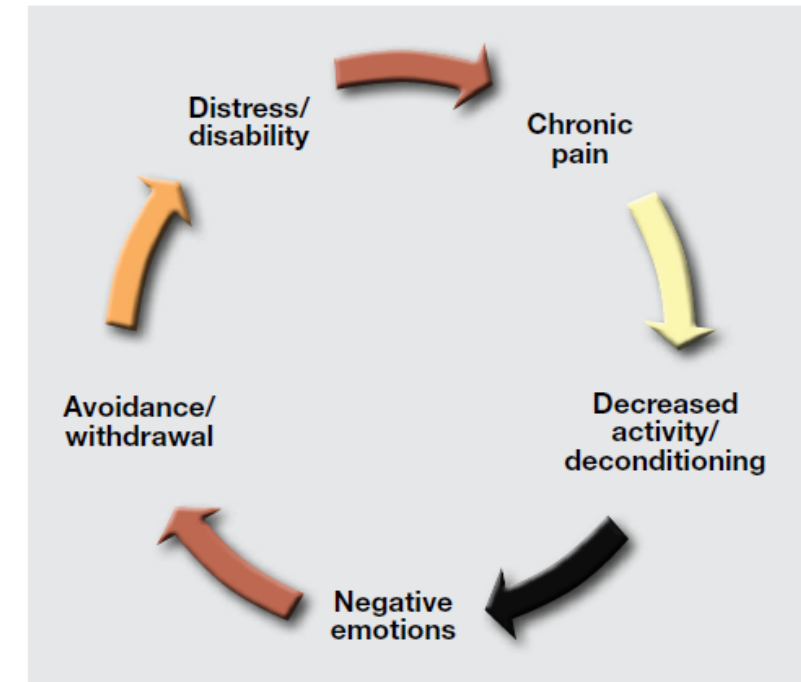 Distress/
disability
Chronic
pain
Decreased
activity/
deconditioning
Negative
emotions
Avoidance/
withdrawal